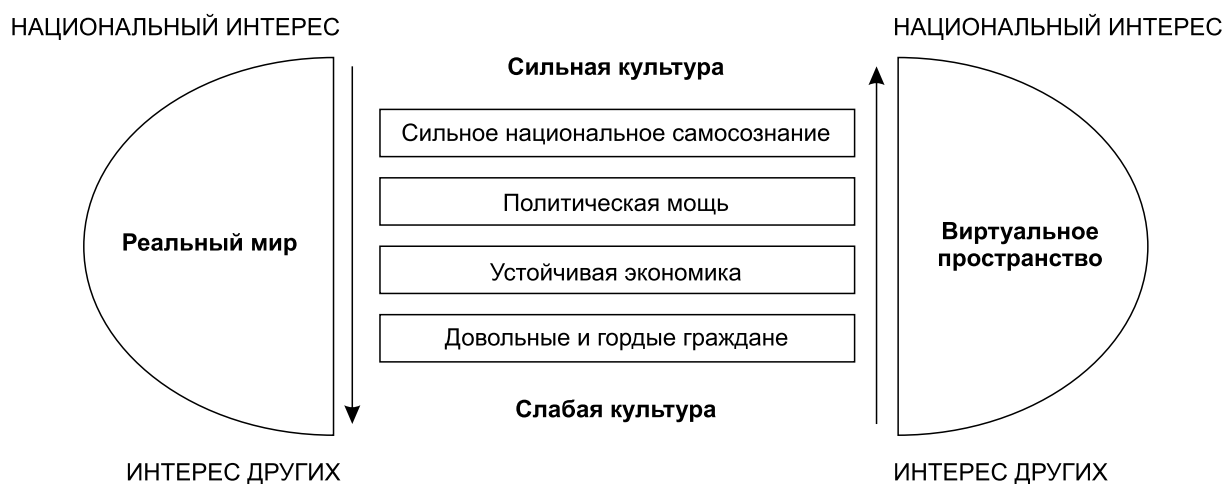 НАЦИОНАЛЬНЫЙ ИНТЕРЕС
НАЦИОНАЛЬНЫЙ ИНТЕРЕС
Сильная культура
Сильное национальное самосознание
Политическая мощь
Реальный мир
Виртуальное
пространство
Устойчивая экономика
Довольные и гордые граждане
Слабая культура
ИНТЕРЕС ДРУГИХ
ИНТЕРЕС ДРУГИХ